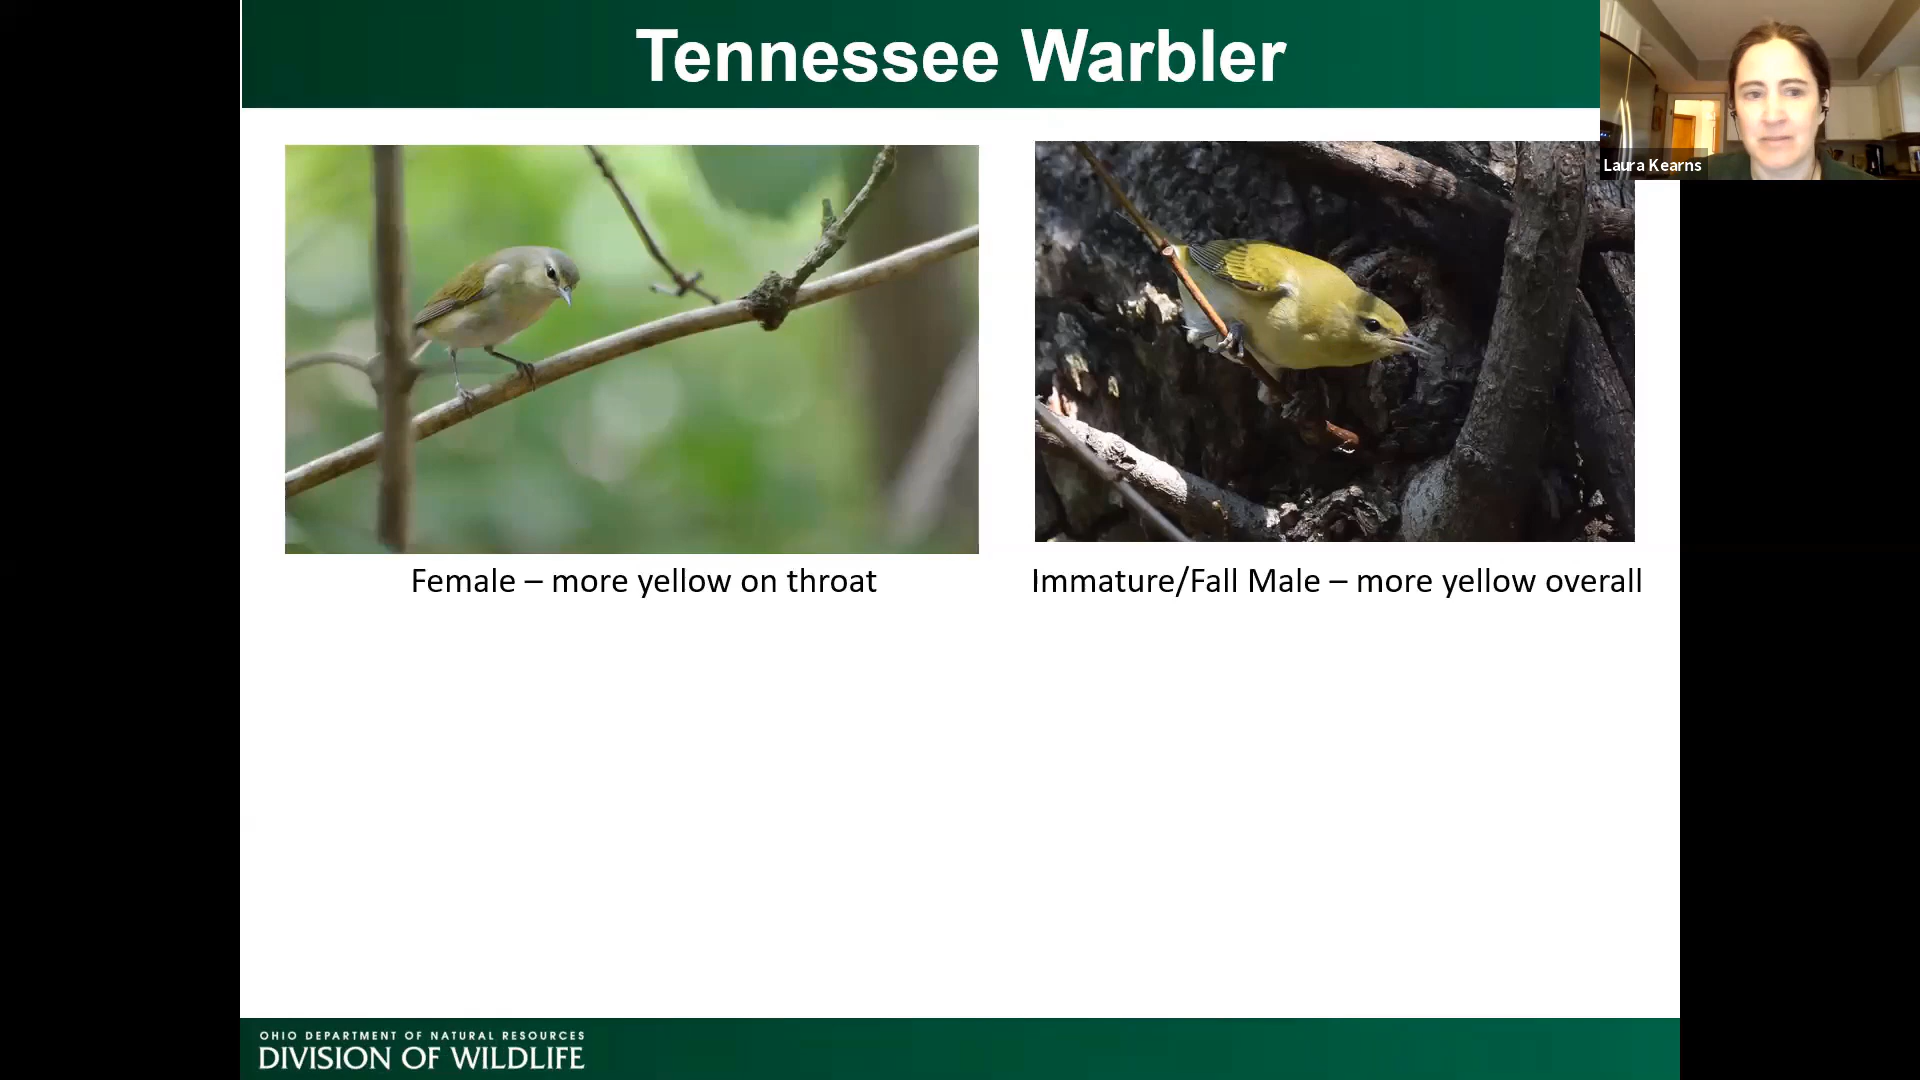 Tennessee Warbler
Laura Kearns
Female – more yellow on throat
Immature/Fall Male – more yellow overall
OHIO DEPARTMENT OF NATURAL RESOURCES
DIVISION OF WILDLIFE